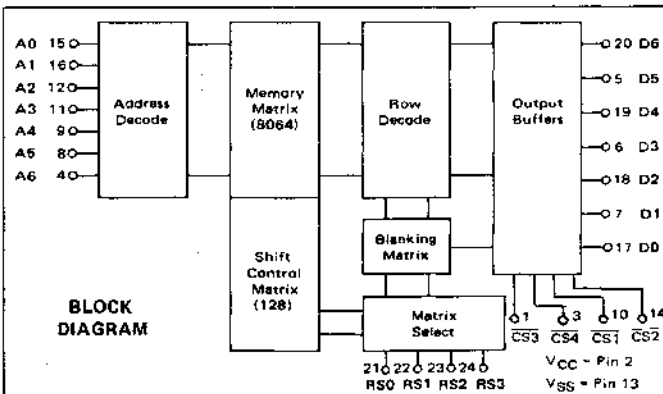 A0 15
A1 16
A2 12
A3 11
A4 9
A5 8
A6 4
Address
Decode
Memory
Matrix
(8064)
Row
Decode
Output
Buffers
20 D6
5 D5
19 D4
6 D3
18 D2
7 D1
17 D0
Shift
Control
Matrix
(128)
Blanking
Matrix
Matrix
Select
BLOCK
DIAGRAM
1 3 10 14
CS3 CS4 CS1 CS2
21 22 23 24
RS0 RS1 RS2 RS3
VCC = Pin 2
VSS = Pin 13